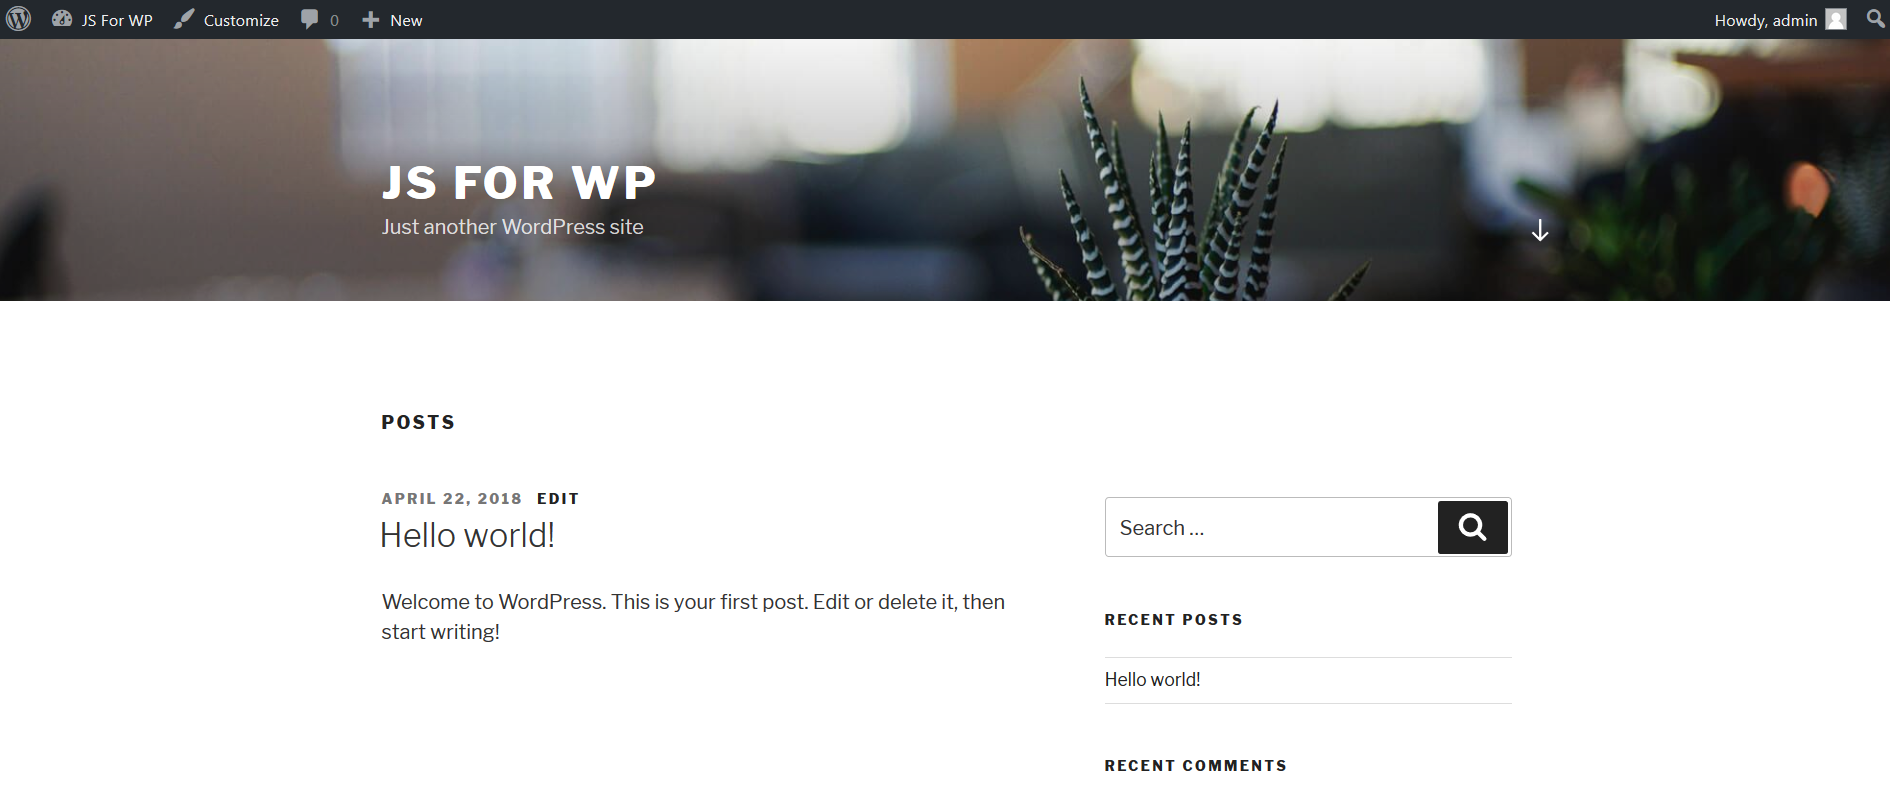 JS For WP Customize 0 New Howdy, admin
JS FOR WP
Just another WordPress site
POSTS
APRIL 22, 2018 EDIT
Hello world!
Welcome to WordPress. This is your first post. Edit or delete it, then
start writing!
Search …
RECENT POSTS
Hello world!
RECENT COMMENTS